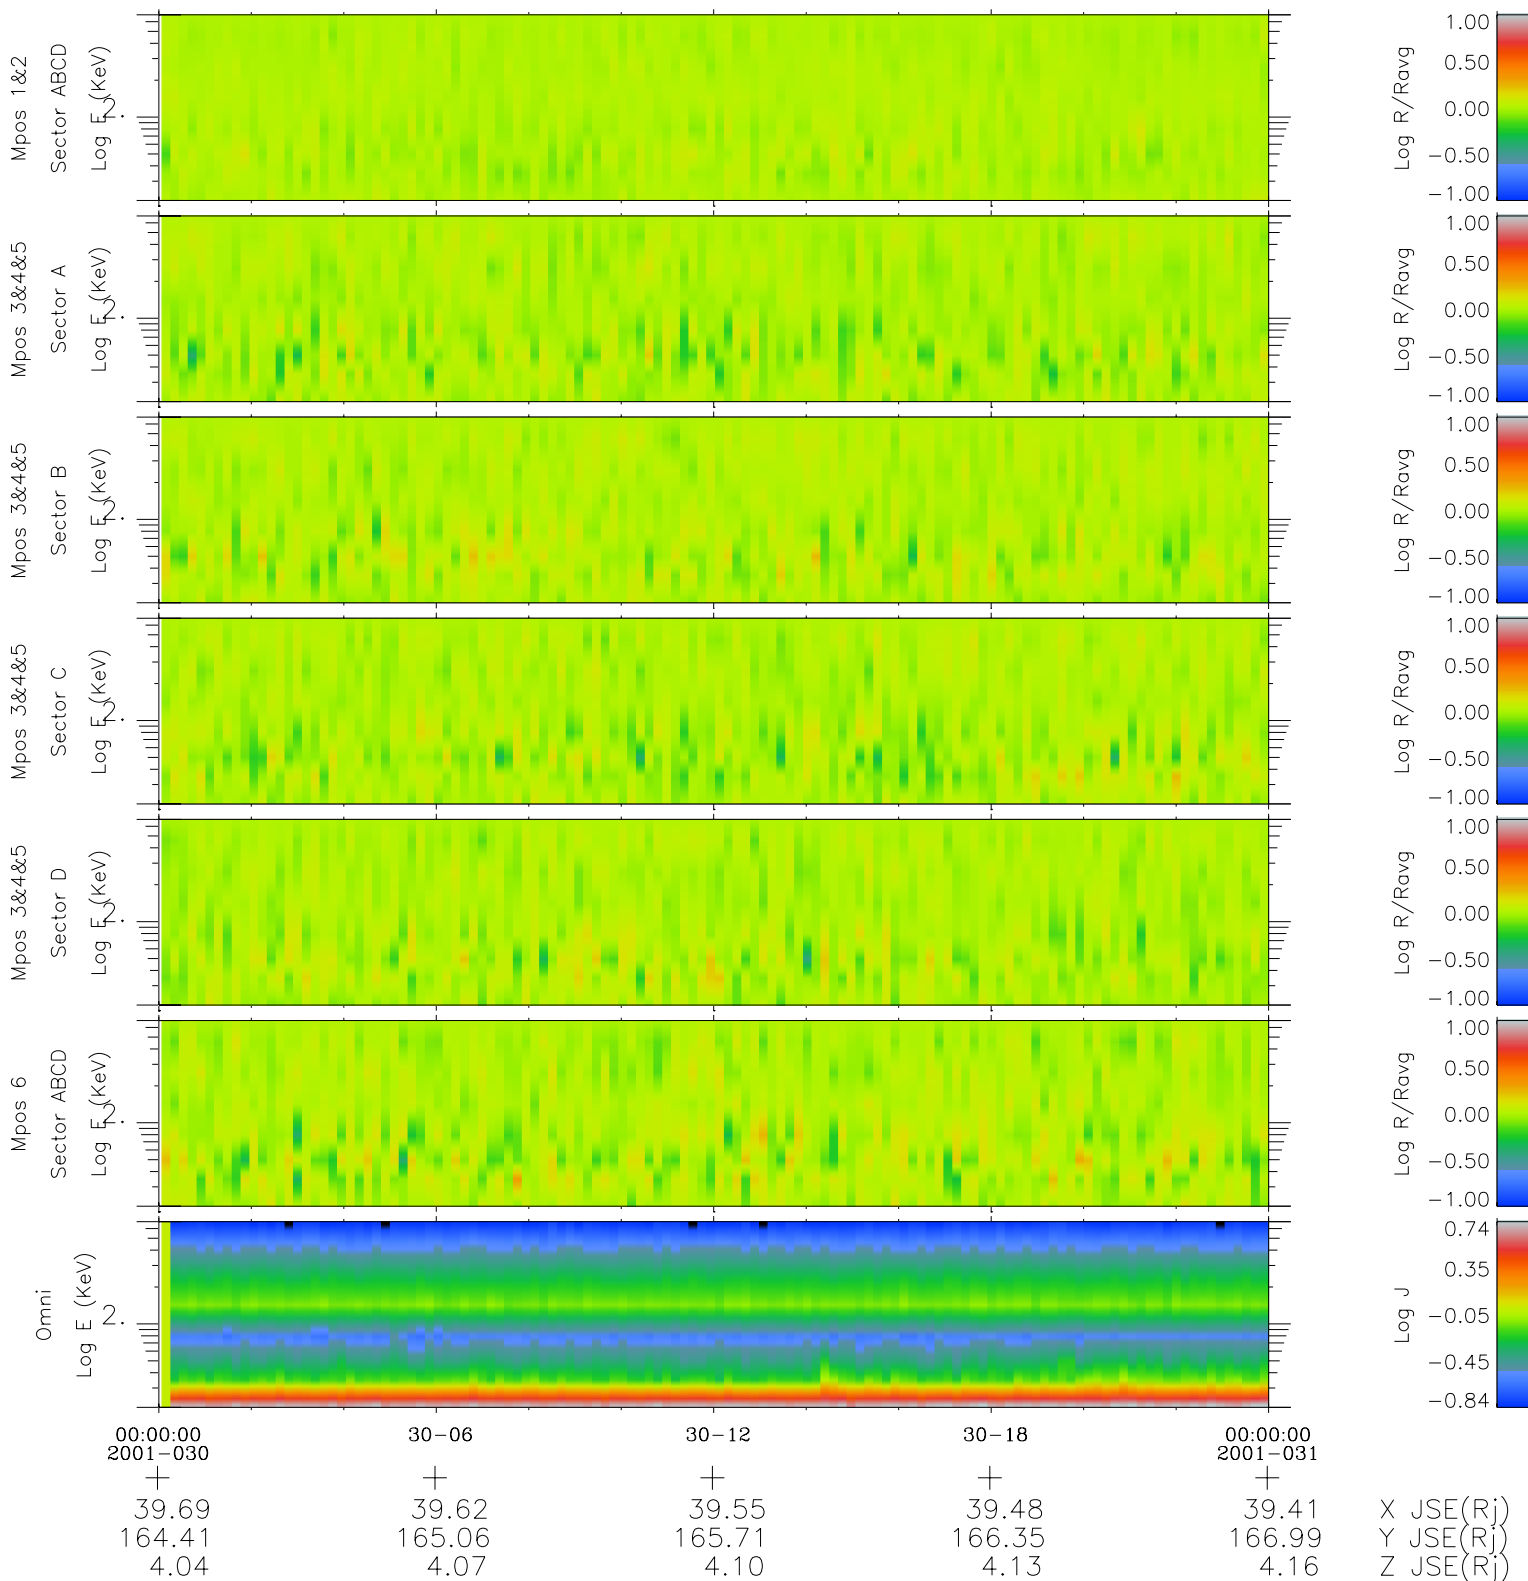 Mpos 1&2
Sector ABCD
Log E (KeV)
2.
Log R/Ravg
1.00
0.50
0.00
-0.50
-1.00
Mpos 3&4&5
Sector A
Log E (KeV)
2.
Log R/Ravg
1.00
0.50
0.00
-0.50
-1.00
Mpos 3&4&5
Sector B
Log E (KeV)
2.
Log R/Ravg
1.00
0.50
0.00
-0.50
-1.00
Mpos 3&4&5
Sector C
Log E (KeV)
2.
Log R/Ravg
1.00
0.50
0.00
-0.50
-1.00
Mpos 3&4&5
Sector D
Log E (KeV)
2.
Log R/Ravg
1.00
0.50
0.00
-0.50
-1.00
Mpos 6
Sector ABCD
Log E (KeV)
2.
Log R/Ravg
1.00
0.50
0.00
-0.50
-1.00
Omni
Log E (KeV)
2.
Log J
0.74
0.35
-0.05
-0.45
-0.84
00:00:00 30-06 30-12 30-18 00:00:00
2001-030 2001-031
39.69 39.62 39.55 39.48 39.41 X JSE(Rj)
164.41 165.06 165.71 166.35 166.99 Y JSE(Rj)
4.04 4.07 4.10 4.13 4.16 Z JSE(Rj)